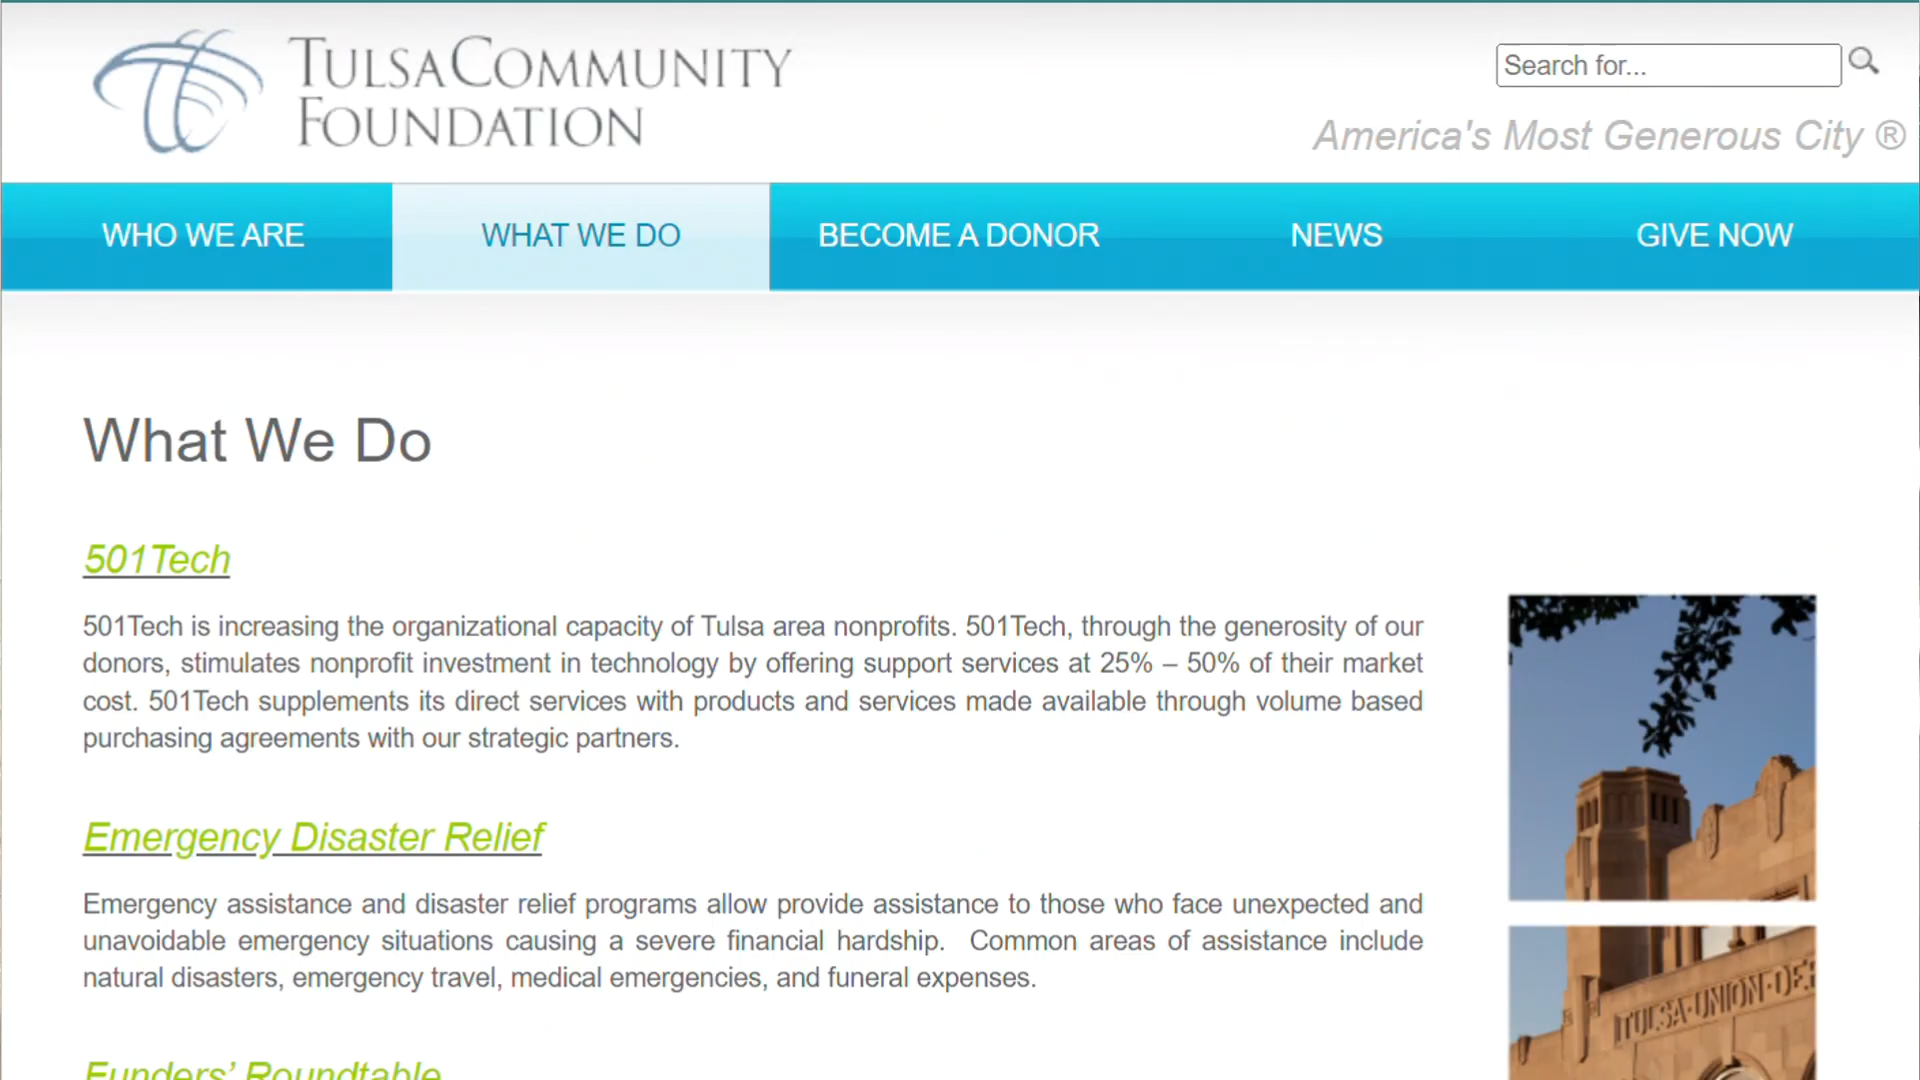 TULSA COMMUNITY
FOUNDATION
Search for...
America's Most Generous City ®
WHO WE ARE
WHAT WE DO
BECOME A DONOR
NEWS
GIVE NOW
What We Do
501Tech
501Tech is increasing the organizational capacity of Tulsa area nonprofits. 501Tech, through the generosity of our
donors, stimulates nonprofit investment in technology by offering support services at 25% – 50% of their market
cost. 501Tech supplements its direct services with products and services made available through volume based
purchasing agreements with our strategic partners.
Emergency Disaster Relief
Emergency assistance and disaster relief programs allow provide assistance to those who face unexpected and
unavoidable emergency situations causing a severe financial hardship.  Common areas of assistance include
natural disasters, emergency travel, medical emergencies, and funeral expenses.
Funders' Roundtable
TULSA·UNION·DE